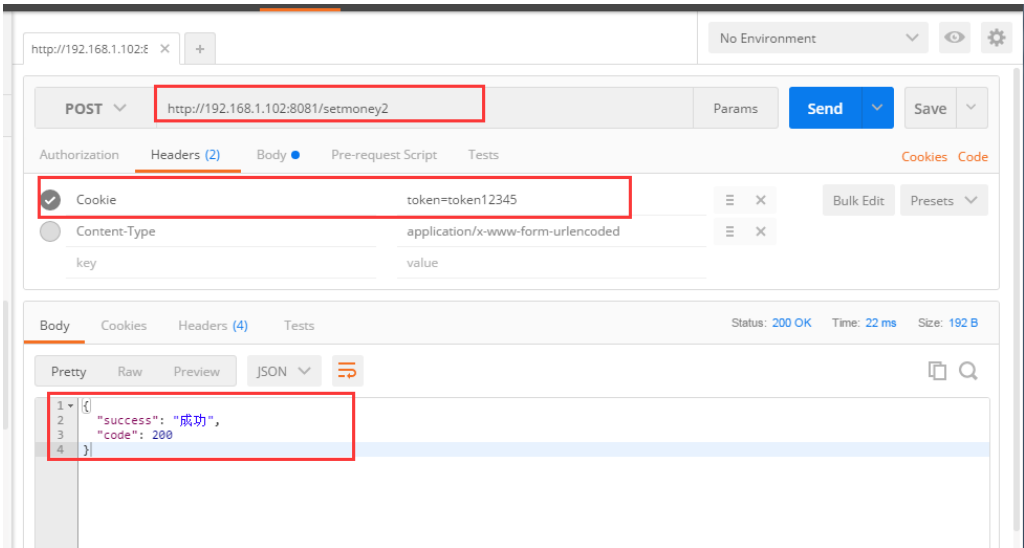 http://192.168.1.102:8
No Environment
POST http://192.168.1.102:8081/setmoney2 Params Send Save
Authorization Headers (2) Body Pre-request Script Tests Cookies Code
Cookie token=token12345 Bulk Edit Presets
Content-Type application/x-www-form-urlencoded
key value
Body Cookies Headers (4) Tests Status: 200 OK Time: 22 ms Size: 192 B
Pretty Raw Preview JSON
1 {
2 "success": "成功",
3 "code": 200
4 }